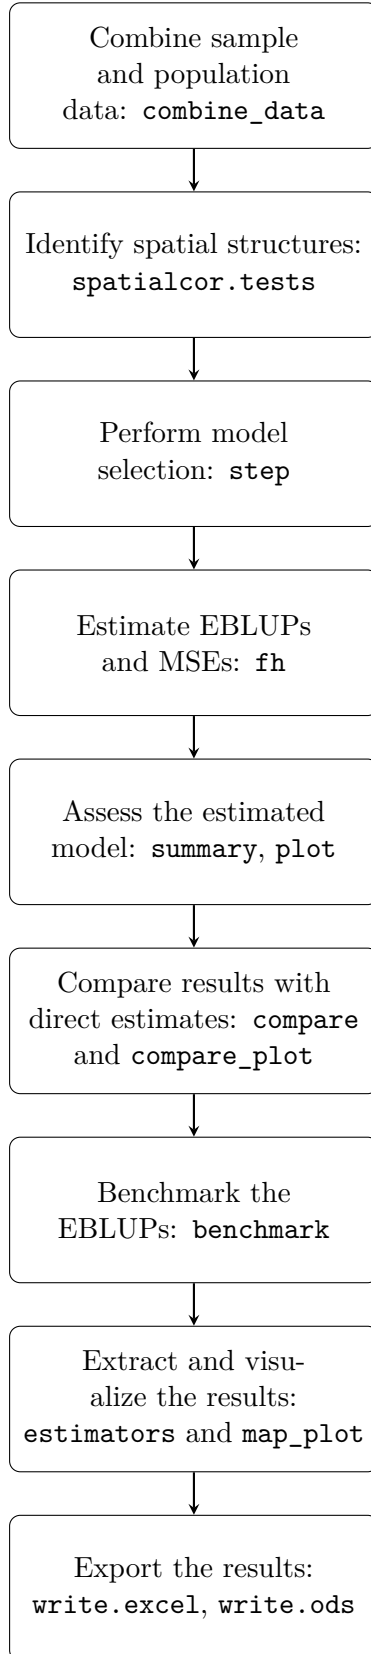 Combine sample
and population
data: combine_data
Identify spatial structures:
spatialcor.tests
Perform model
selection: step
Estimate EBLUPs
and MSEs: fh
Assess the estimated
model: summary, plot
Compare results with
direct estimates: compare
and compare_plot
Benchmark the
EBLUPs: benchmark
Extract and visu-
alize the results:
estimators and map_plot
Export the results:
write.excel, write.ods